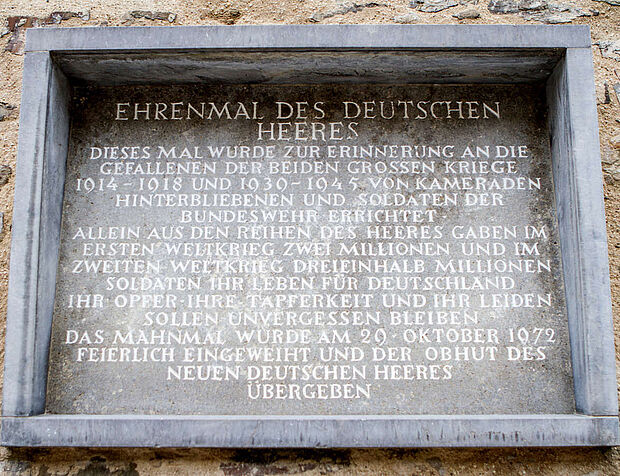 EHRENMAL DES DEUTSCHEN
HEERES
DIESES MAL WURDE ZUR ERINNERUNG AN DIE
GEFALLENEN DER BEIDEN GROSSEN KRIEGE
1914-1918 UND 1939-1945 VON KAMERADEN
HINTERBLIEBENEN UND SOLDATEN DER
BUNDESWEHR ERRICHTET
ALLEIN AUS DEN REIHEN DES HEERES GABEN IM
ERSTEN WELTKRIEG ZWEI MILLIONEN UND IM
ZWEITEN WELTKRIEG DREIEINHALB MILLIONEN
SOLDATEN IHR LEBEN FÜR DEUTSCHLAND
IHR OPFER·IHRE TAPFERKEIT UND IHR LEIDEN
SOLLEN UNVERGESSEN BLEIBEN
DAS MAHNMAL WURDE AM 29·OKTOBER 1972
FEIERLICH EINGEWEIHT UND DER OBHUT DES
NEUEN DEUTSCHEN HEERES
ÜBERGEBEN